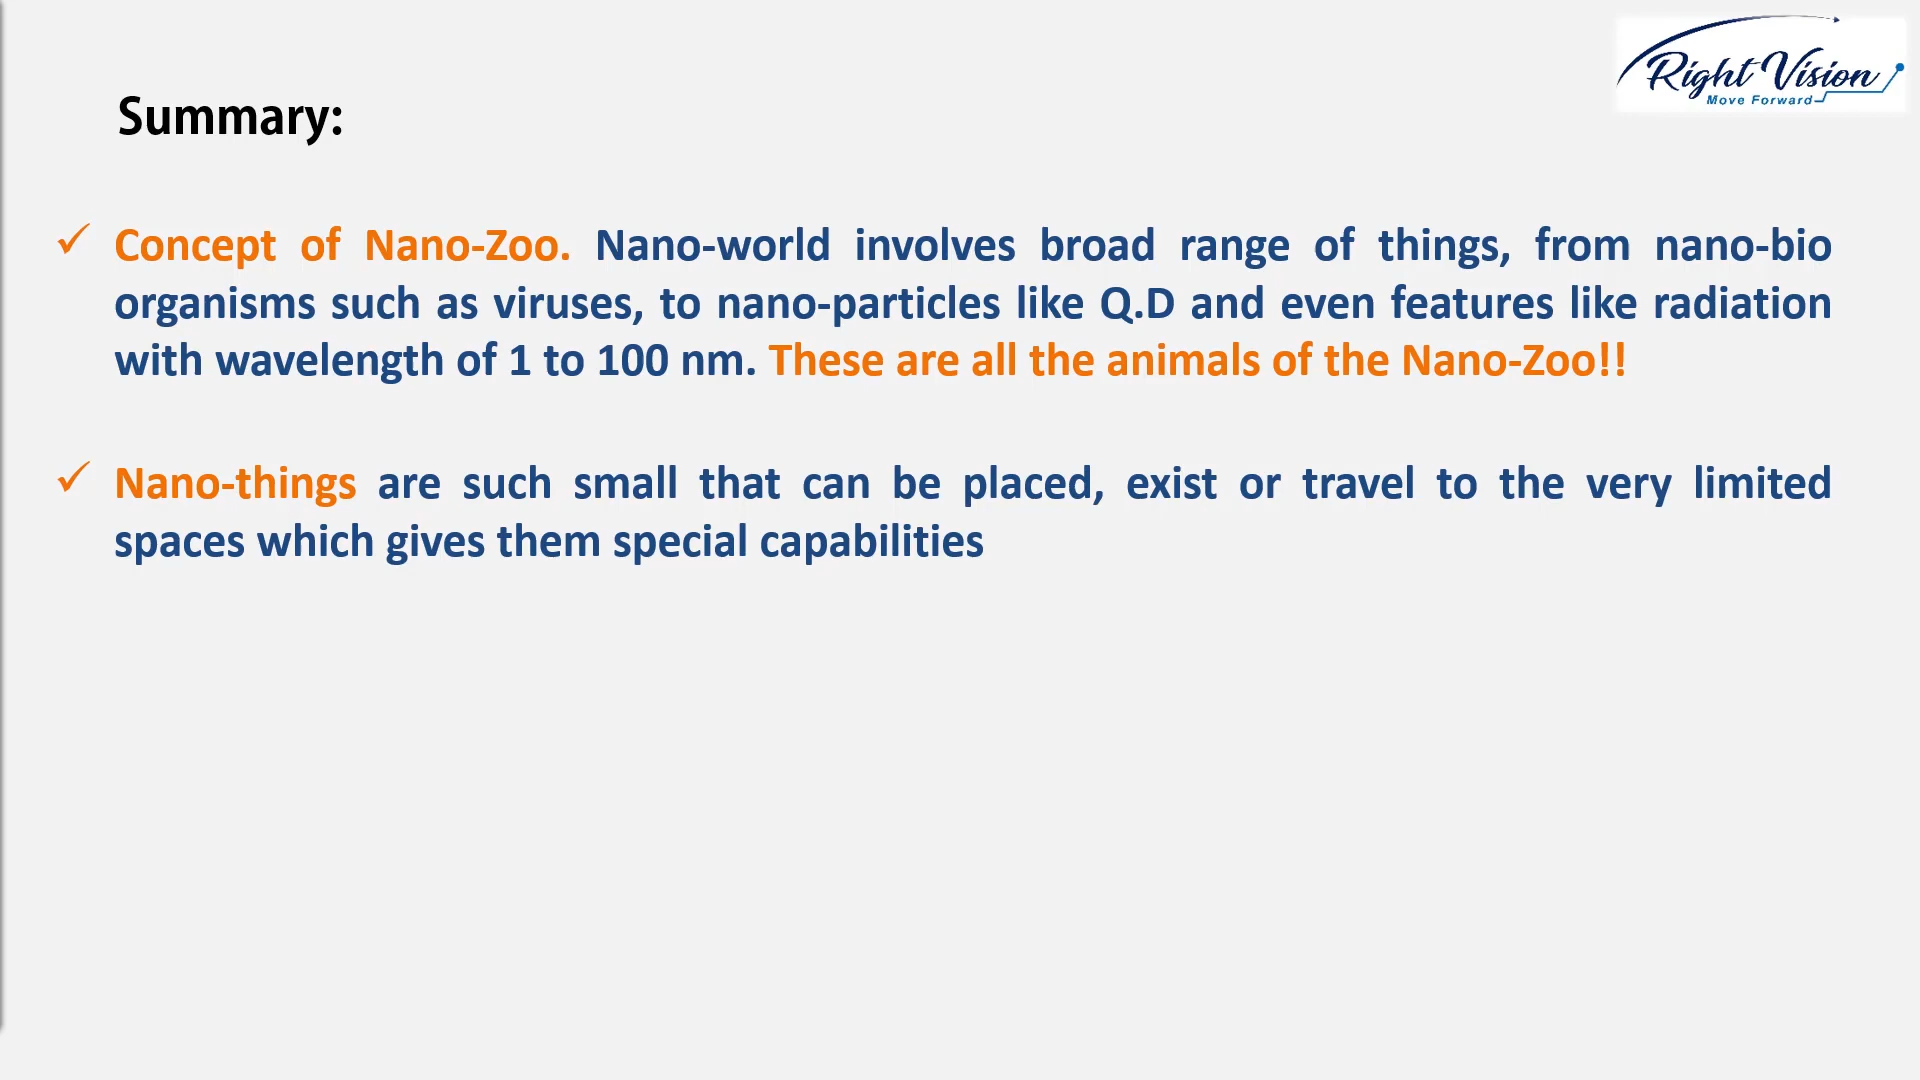 Right Vision
Move Forward
Summary:
✓ Concept of Nano-Zoo. Nano-world involves broad range of things, from nano-bio
organisms such as viruses, to nano-particles like Q.D and even features like radiation
with wavelength of 1 to 100 nm. These are all the animals of the Nano-Zoo!!
✓ Nano-things are such small that can be placed, exist or travel to the very limited
spaces which gives them special capabilities